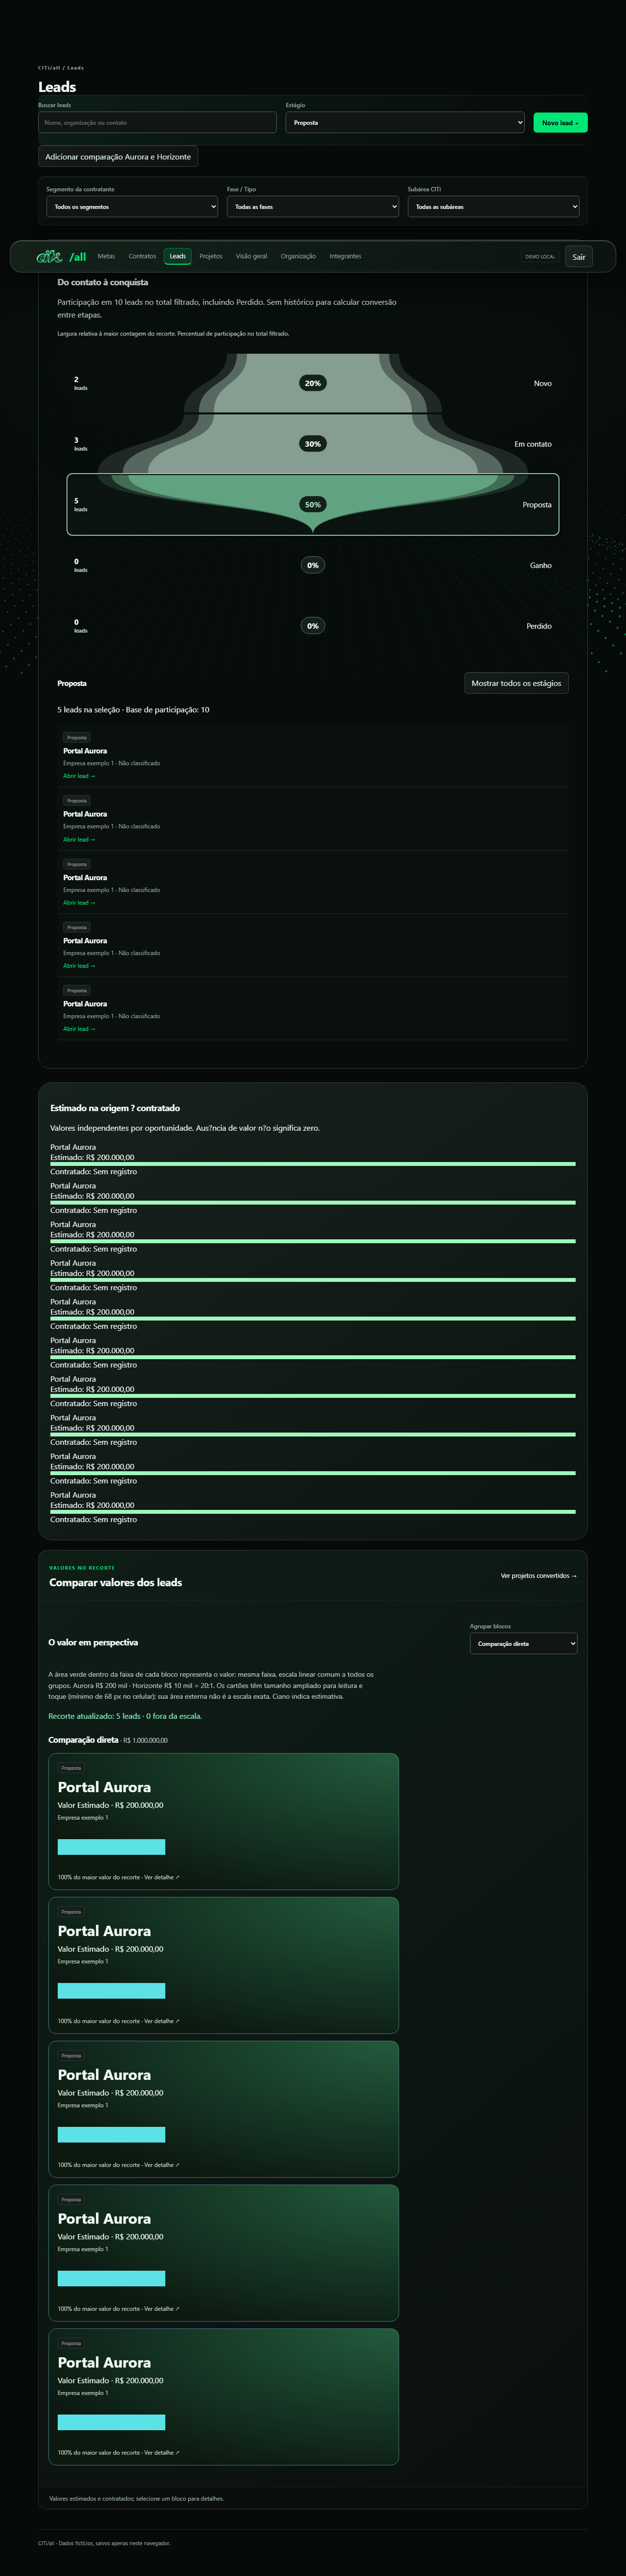 CITi/all / Leads
Leads
Buscar leads
Nome, organização ou contato
Estágio
Proposta
Novo lead +
Adicionar comparação Aurora e Horizonte
Segmento da contratante
Todos os segmentos
Fase / Tipo
Todas as fases
Subárea CITi
Todas as subáreas
citi /all
Metas
Contratos
Leads
Projetos
Visão geral
Organização
Integrantes
DEMO LOCAL
Sair
Do contato à conquista
Participação em 10 leads no total filtrado, incluindo Perdido. Sem histórico para calcular conversão
entre etapas.
Largura relativa à maior contagem do recorte. Percentual de participação no total filtrado.
2
leads
20%
Novo
3
leads
30%
Em contato
5
leads
50%
Proposta
0
leads
0%
Ganho
0
leads
0%
Perdido
Proposta
Mostrar todos os estágios
5 leads na seleção · Base de participação: 10
Proposta
Portal Aurora
Empresa exemplo 1 · Não classificado
Abrir lead →
Proposta
Portal Aurora
Empresa exemplo 1 · Não classificado
Abrir lead →
Proposta
Portal Aurora
Empresa exemplo 1 · Não classificado
Abrir lead →
Proposta
Portal Aurora
Empresa exemplo 1 · Não classificado
Abrir lead →
Proposta
Portal Aurora
Empresa exemplo 1 · Não classificado
Abrir lead →
Estimado na origem ? contratado
Valores independentes por oportunidade. Aus?ncia de valor n?o significa zero.
Portal Aurora
Estimado: R$ 200.000,00
Contratado: Sem registro
Portal Aurora
Estimado: R$ 200.000,00
Contratado: Sem registro
Portal Aurora
Estimado: R$ 200.000,00
Contratado: Sem registro
Portal Aurora
Estimado: R$ 200.000,00
Contratado: Sem registro
Portal Aurora
Estimado: R$ 200.000,00
Contratado: Sem registro
Portal Aurora
Estimado: R$ 200.000,00
Contratado: Sem registro
Portal Aurora
Estimado: R$ 200.000,00
Contratado: Sem registro
Portal Aurora
Estimado: R$ 200.000,00
Contratado: Sem registro
Portal Aurora
Estimado: R$ 200.000,00
Contratado: Sem registro
Portal Aurora
Estimado: R$ 200.000,00
Contratado: Sem registro
VALORES NO RECORTE
Comparar valores dos leads
Ver projetos convertidos →
O valor em perspectiva
Agrupar blocos
Comparação direta
A área verde dentro da faixa de cada bloco representa o valor: mesma faixa, escala linear comum a todos os
grupos. Aurora R$ 200 mil · Horizonte R$ 10 mil = 20:1. Os cartões têm tamanho ampliado para leitura e
toque (mínimo de 68 px no celular); sua área externa não é a escala exata. Ciano indica estimativa.
Recorte atualizado: 5 leads · 0 fora da escala.
Comparação direta · R$ 1.000.000,00
Proposta
Portal Aurora
Valor Estimado · R$ 200.000,00
Empresa exemplo 1
100% do maior valor do recorte · Ver detalhe ↗
Proposta
Portal Aurora
Valor Estimado · R$ 200.000,00
Empresa exemplo 1
100% do maior valor do recorte · Ver detalhe ↗
Proposta
Portal Aurora
Valor Estimado · R$ 200.000,00
Empresa exemplo 1
100% do maior valor do recorte · Ver detalhe ↗
Proposta
Portal Aurora
Valor Estimado · R$ 200.000,00
Empresa exemplo 1
100% do maior valor do recorte · Ver detalhe ↗
Proposta
Portal Aurora
Valor Estimado · R$ 200.000,00
Empresa exemplo 1
100% do maior valor do recorte · Ver detalhe ↗
Valores estimados e contratados; selecione um bloco para detalhes.
CITi/all · Dados fictícios, salvos apenas neste navegador.